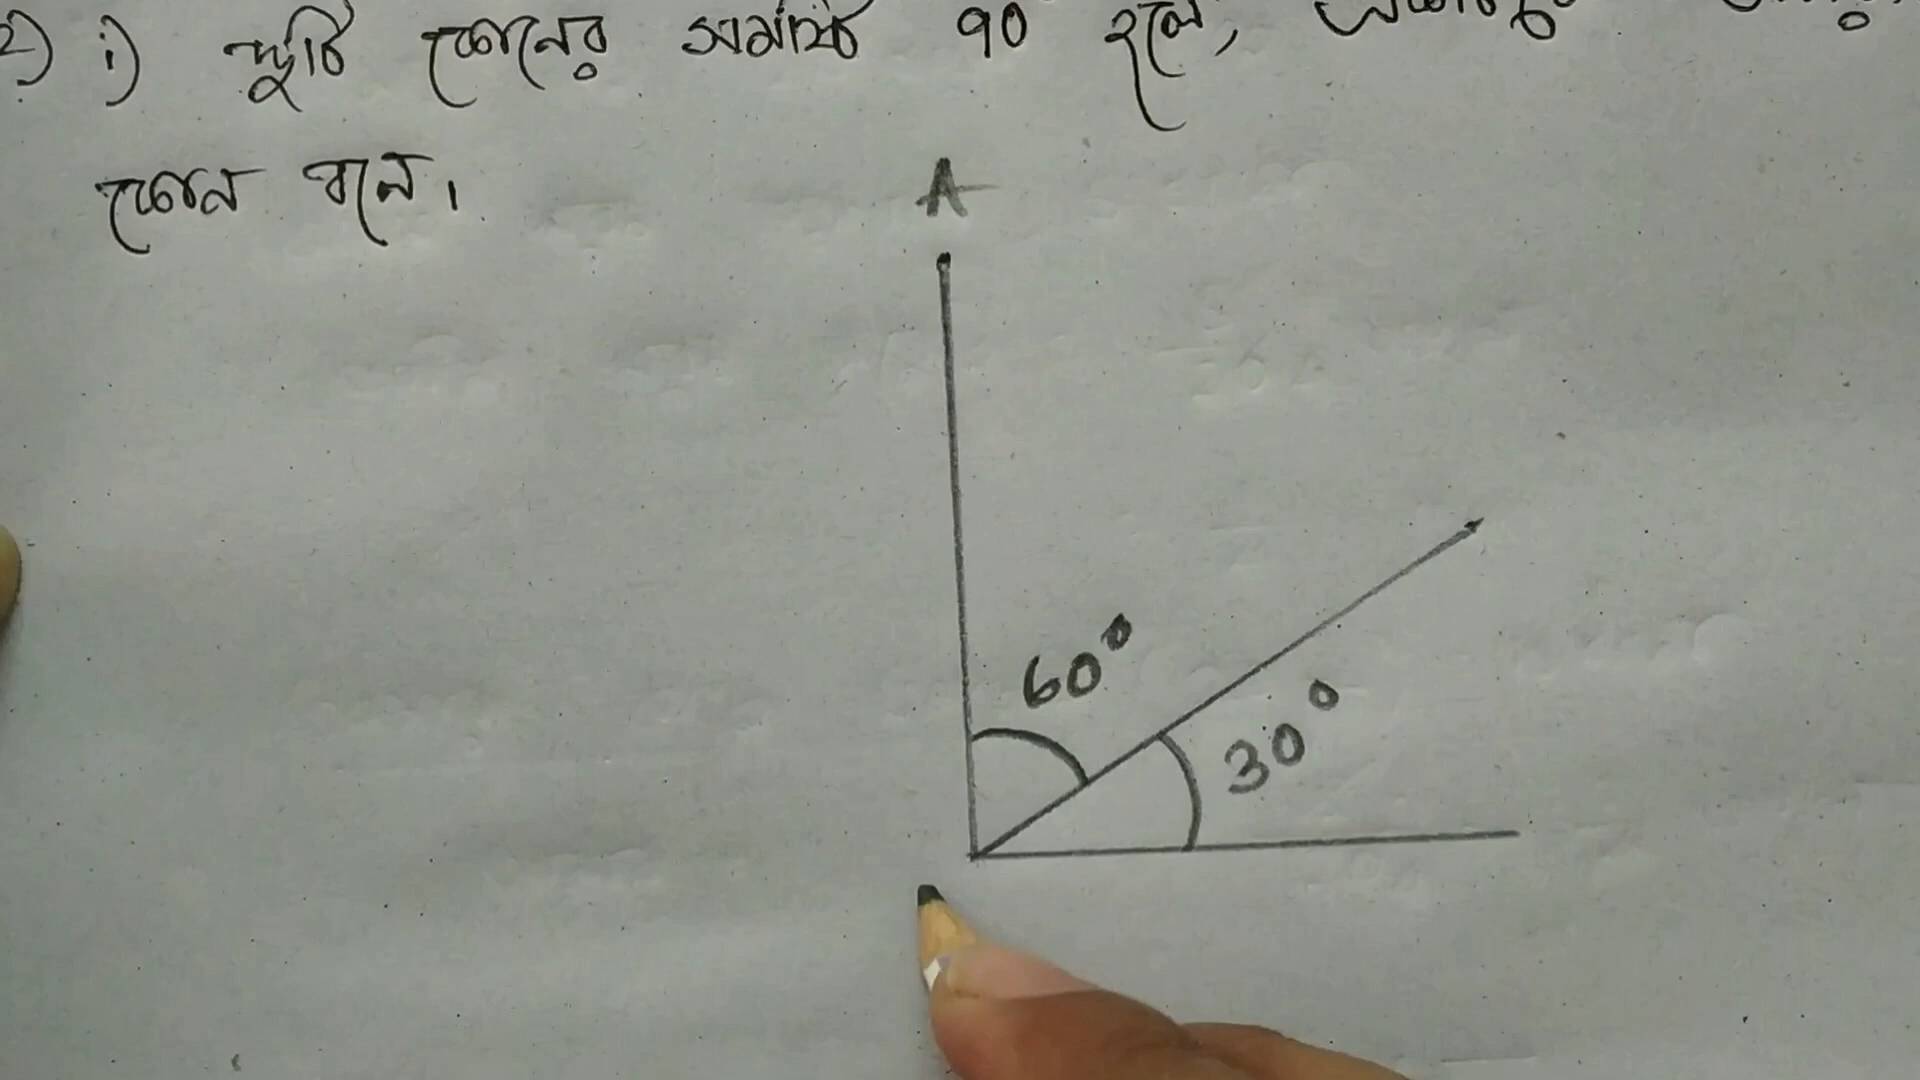 2) i) দুটি কোনের সমষ্টি 90 হলে,
কোন বলে।
A
60°
30°